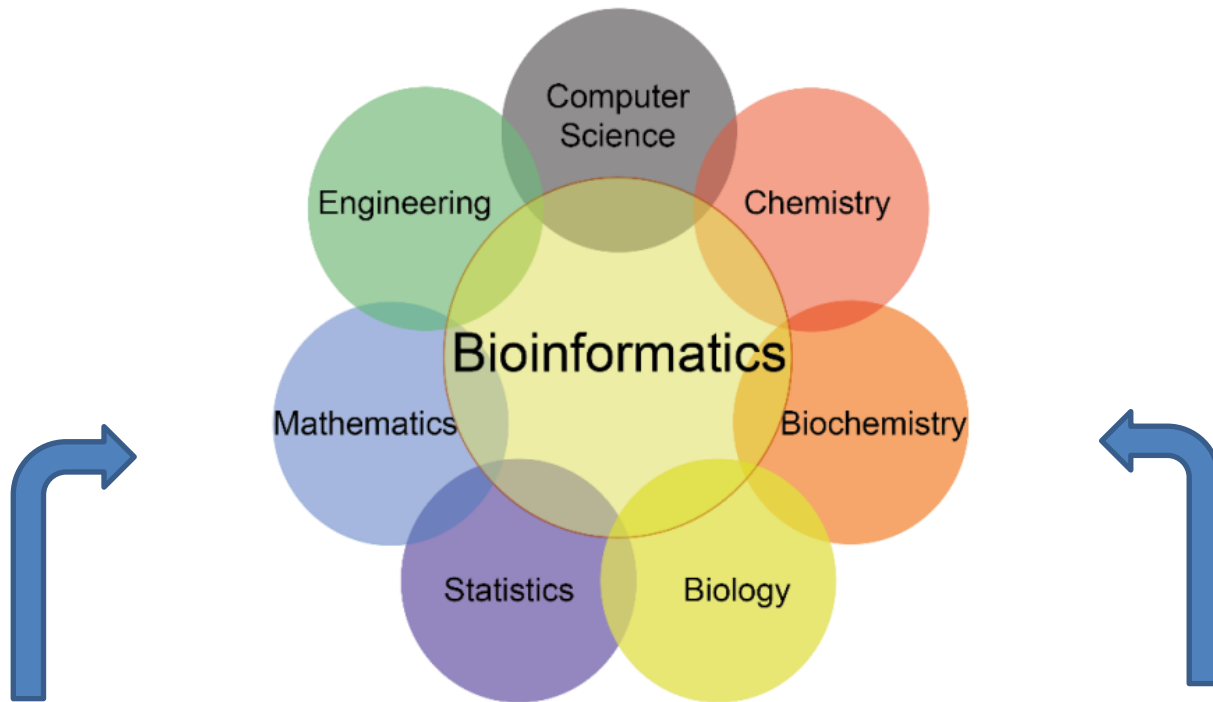 Computer
Science
Engineering
Chemistry
Bioinformatics
Mathematics
Biochemistry
Statistics
Biology